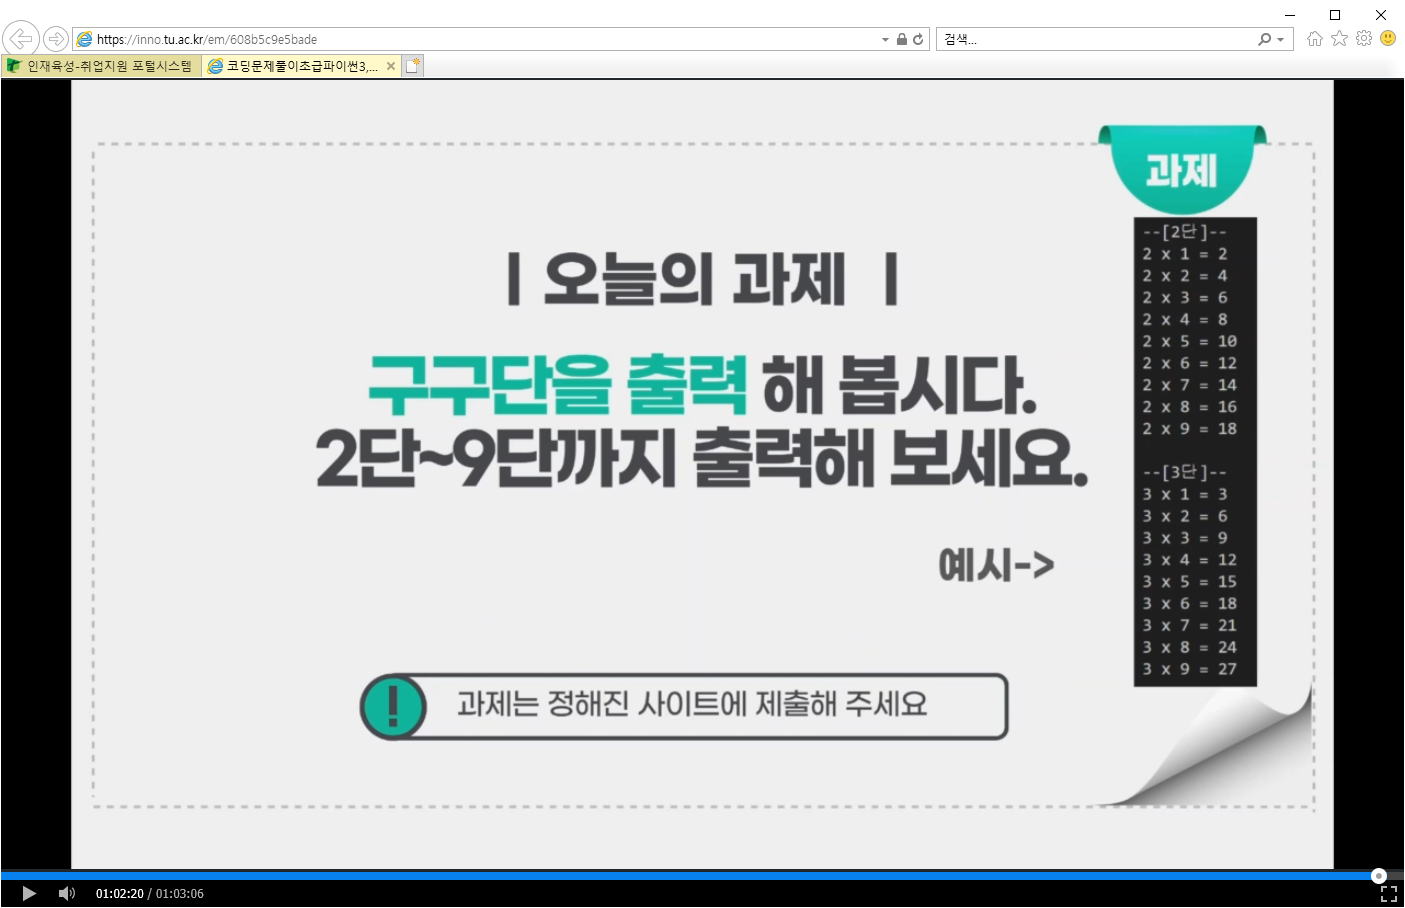 https://inno.tu.ac.kr/em/608b5c9e5bade
검색...
인재육성-취업지원 포털시스템
코딩문제풀이초급파이썬3,...
과제
| 오늘의 과제 |
구구단을 출력 해 봅시다.
2단~9단까지 출력해 보세요.
예시->
--[2단]--
2 x 1 = 2
2 x 2 = 4
2 x 3 = 6
2 x 4 = 8
2 x 5 = 10
2 x 6 = 12
2 x 7 = 14
2 x 8 = 16
2 x 9 = 18
--[3단]--
3 x 1 = 3
3 x 2 = 6
3 x 3 = 9
3 x 4 = 12
3 x 5 = 15
3 x 6 = 18
3 x 7 = 21
3 x 8 = 24
3 x 9 = 27
! 과제는 정해진 사이트에 제출해 주세요
01:02:20 / 01:03:06